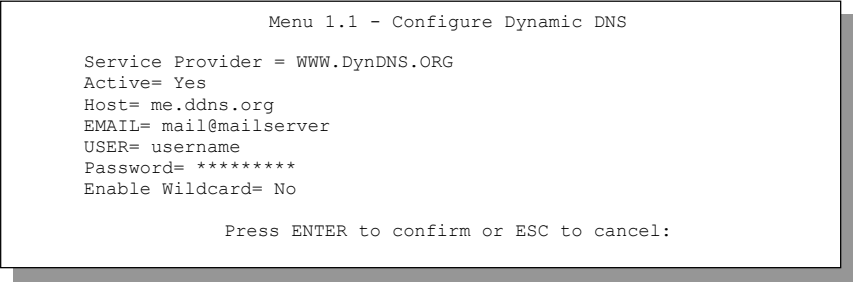 Menu 1.1 - Configure Dynamic DNS
Service Provider = WWW.DynDNS.ORG
Active= Yes
Host= me.ddns.org
EMAIL= mail@mailserver
USER= username
Password= *********
Enable Wildcard= No
Press ENTER to confirm or ESC to cancel: